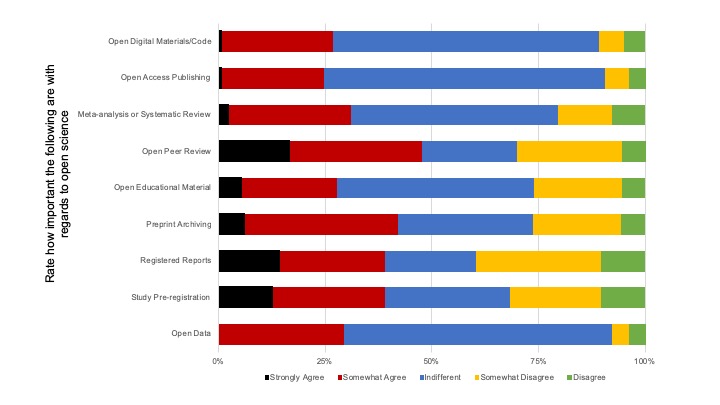 Rate how important the following are with
regards to open science
Open Digital Materials/Code
Open Access Publishing
Meta-analysis or Systematic Review
Open Peer Review
Open Educational Material
Preprint Archiving
Registered Reports
Study Pre-registration
Open Data
0% 25% 50% 75% 100%
Strongly Agree Somewhat Agree Indifferent Somewhat Disagree Disagree